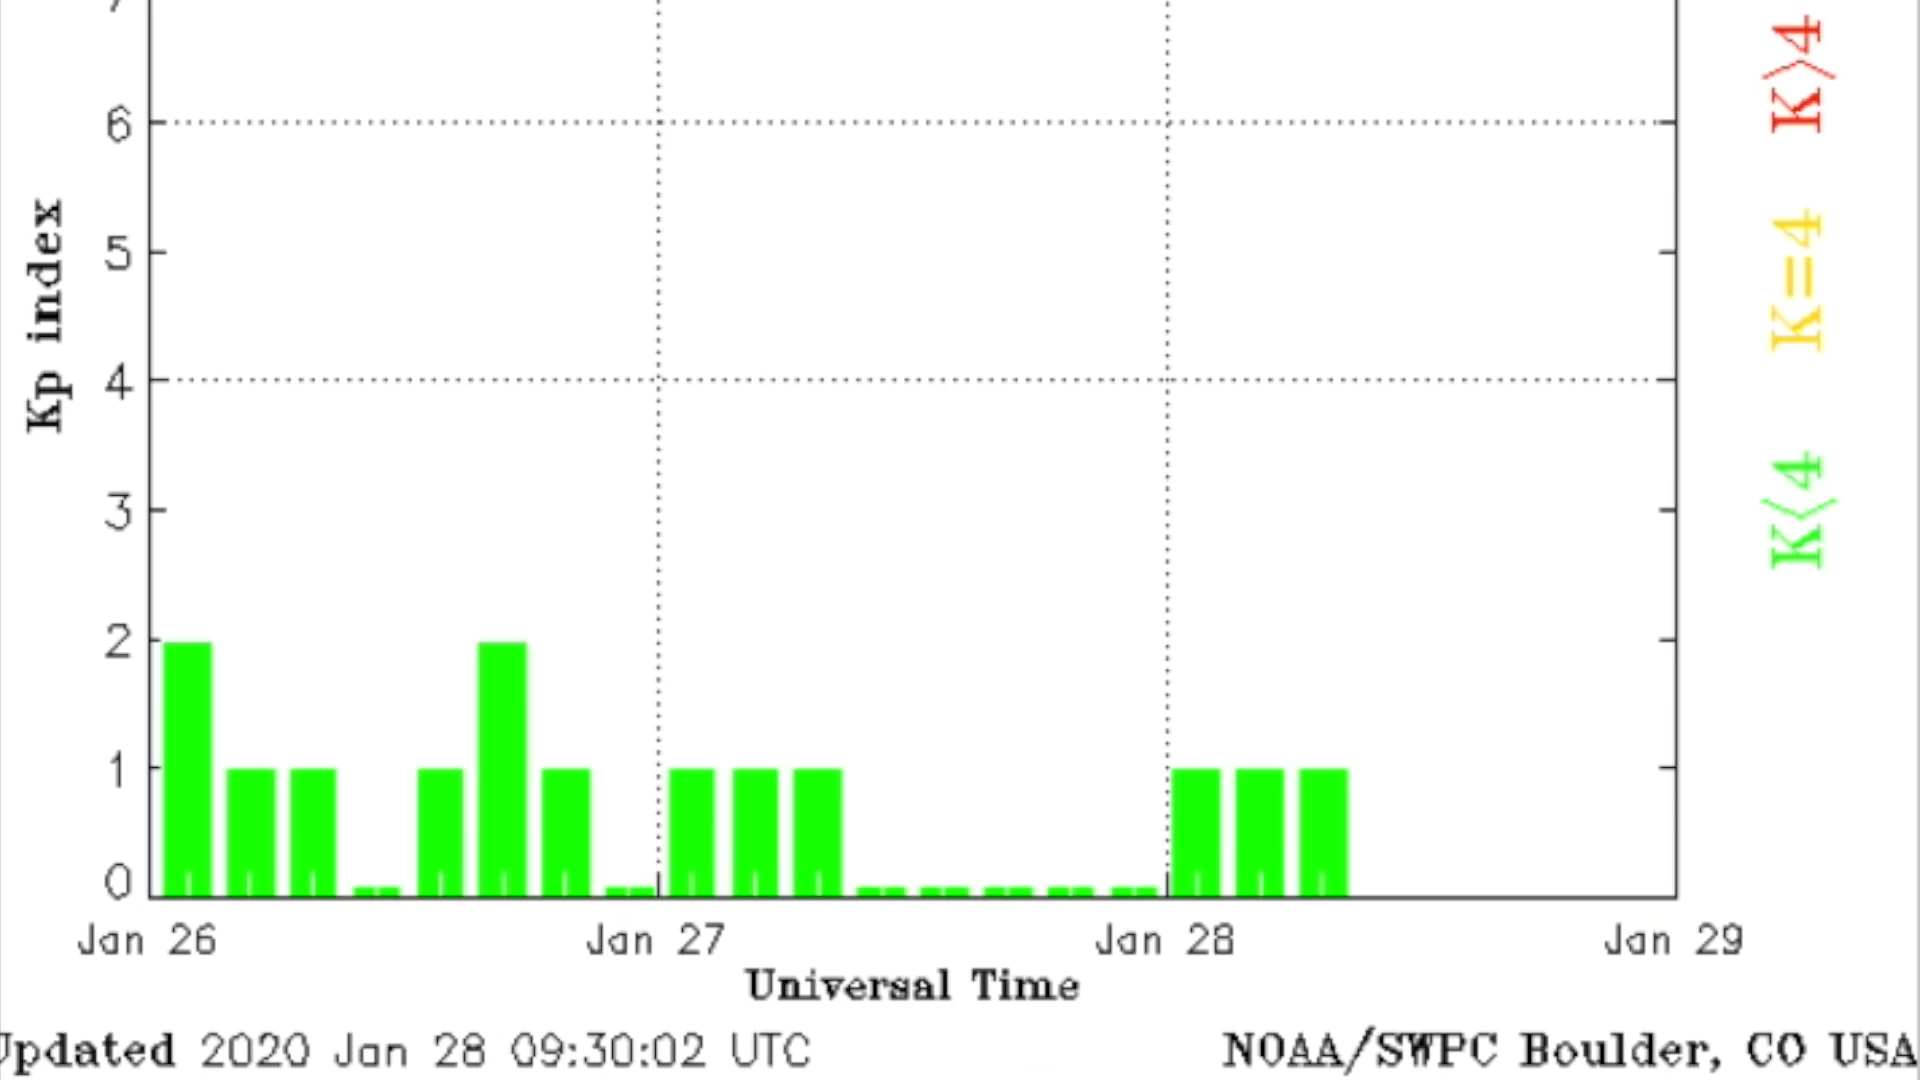 7
6
5
4
3
2
1
0
Kp index
K>4
K=4
K<4
Jan 26 Jan 27 Jan 28 Jan 29
Universal Time
Updated 2020 Jan 28 09:30:02 UTC
NOAA/SWPC Boulder, CO USA